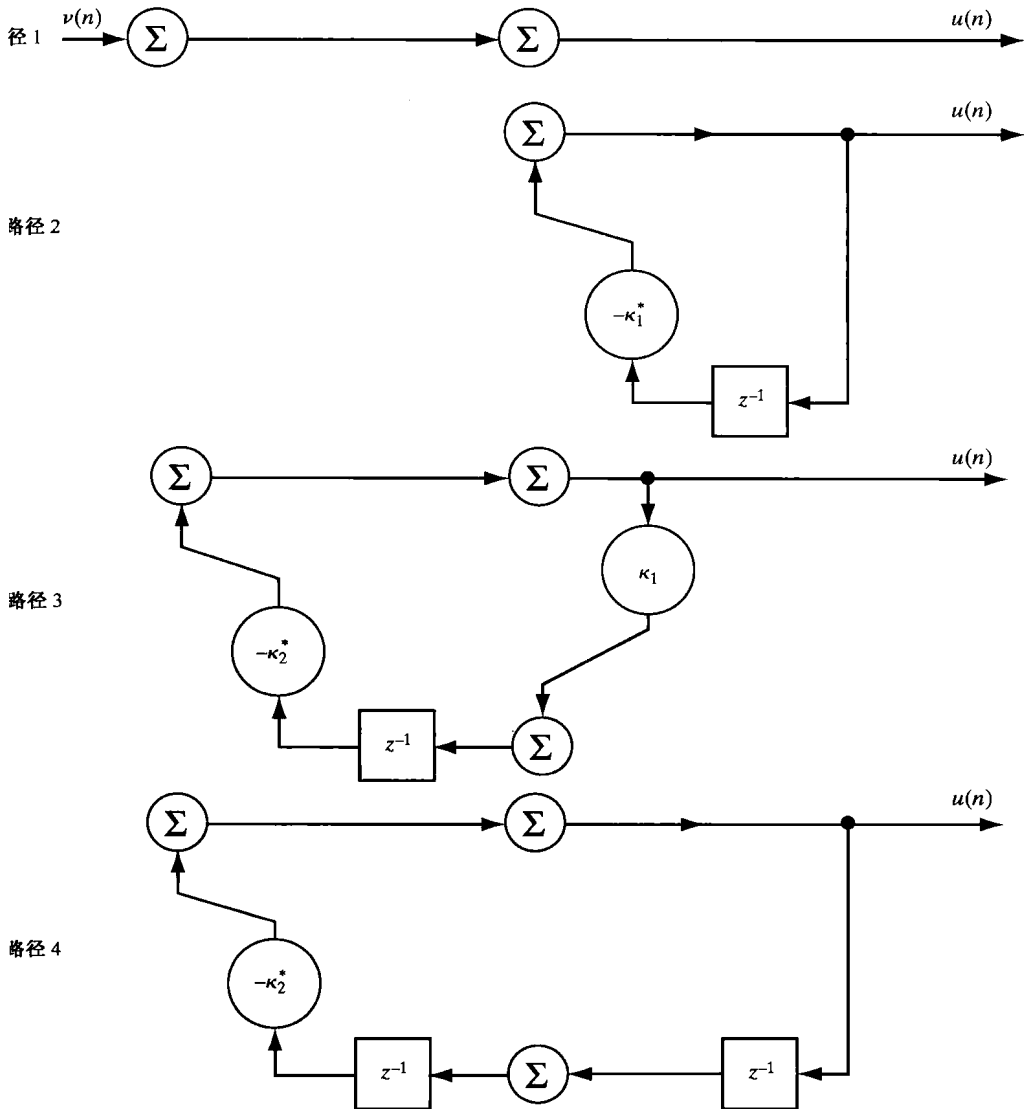 径 1 ν(n) Σ Σ u(n)
Σ u(n)
路径 2
−κ₁*
z⁻¹
Σ Σ u(n)
κ₁
路径 3
−κ₂*
z⁻¹ Σ
Σ Σ u(n)
路径 4
−κ₂*
z⁻¹ Σ z⁻¹